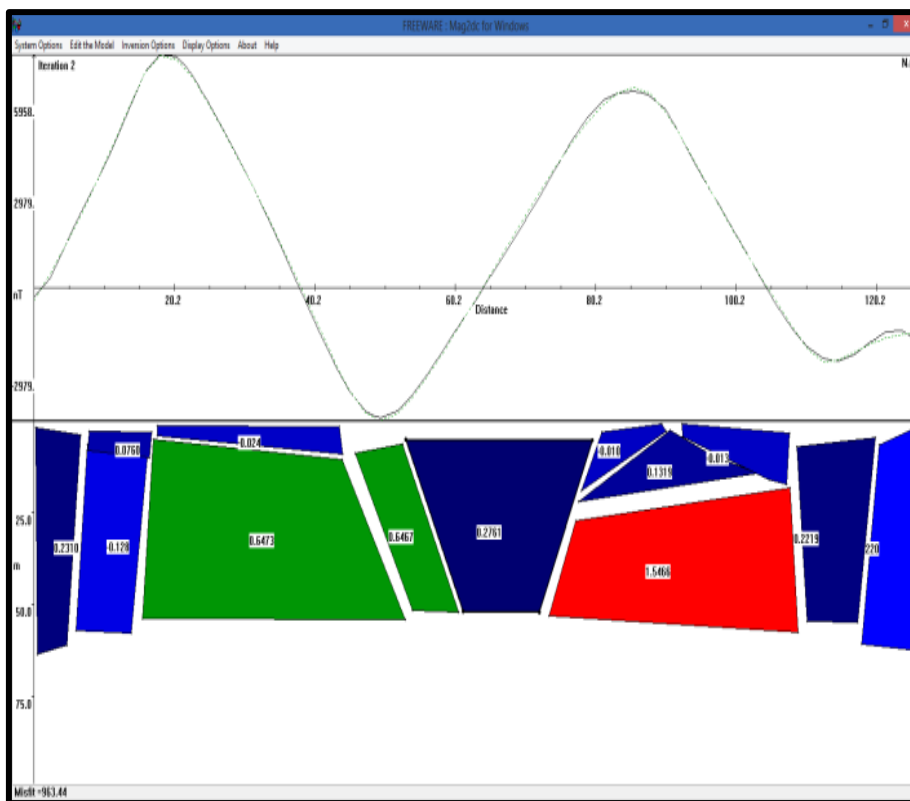 FREEWARE : Mag2dc for Windows
System Options Edit the Model Inversion Options Display Options About Help
Iteration 2
5958.
2979.
nT
20.2 40.2 60.2 80.2 100.2 120.2
Distance
-2979.
0.0768 -0.024 -0.010 -0.013
0.1319
25.0
0.2310 -0.128 0.6473 0.6467 0.2761 0.2219 220
m
1.5466
50.0
75.0
Misfit =963.44